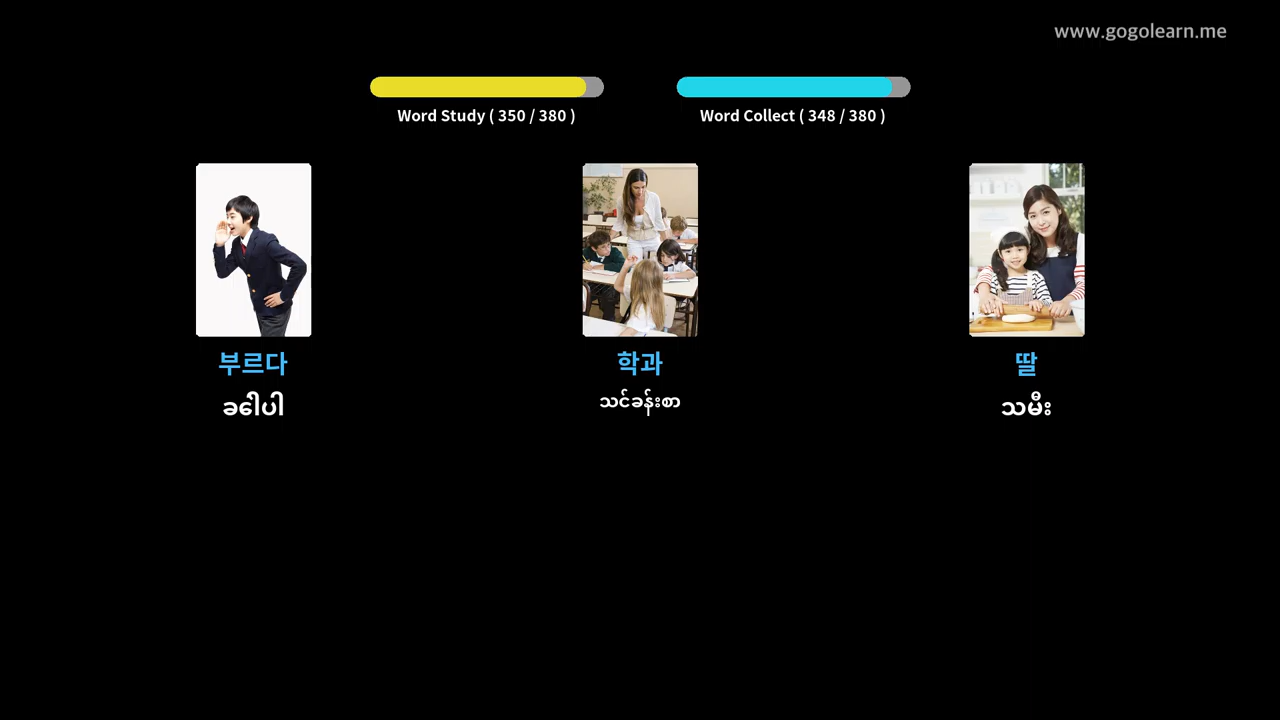 www.gogolearn.me
Word Study ( 350 / 380 )
Word Collect ( 348 / 380 )
부르다
ခေါ်ပါ
학과
သင်ခန်းစာ
딸
သမီး